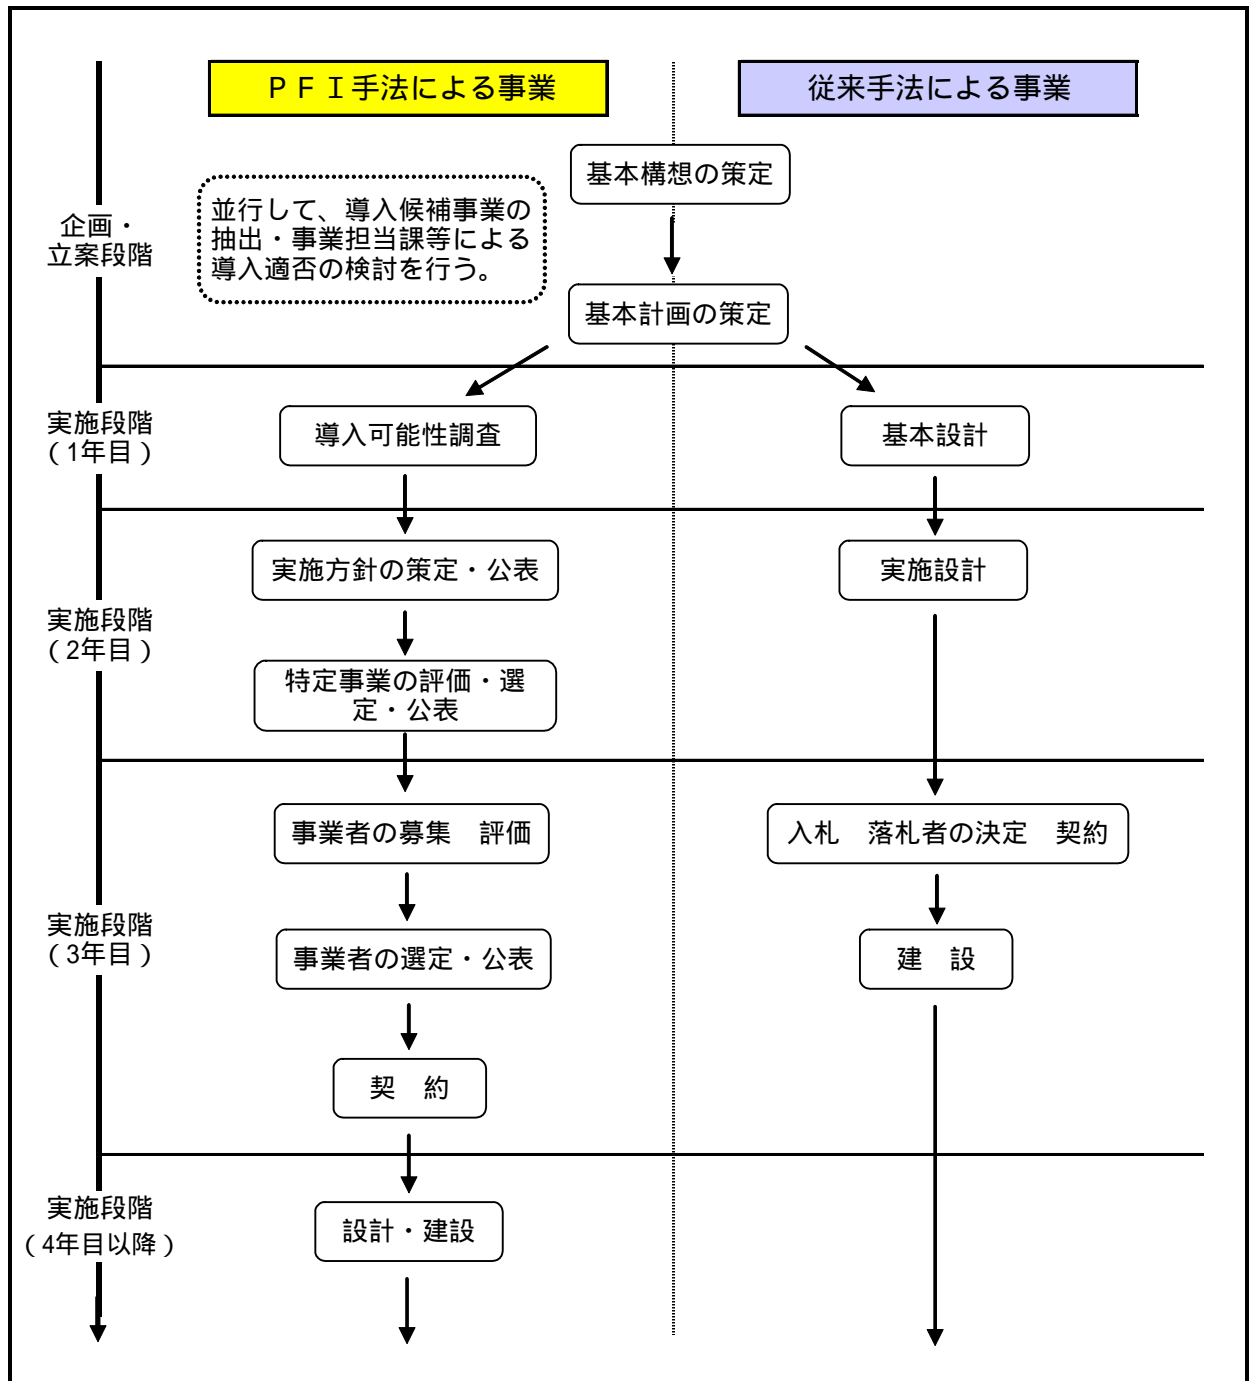 ＰＦＩ手法による事業
従来手法による事業
企画・
立案段階
並行して、導入候補事業の
抽出・事業担当課等による
導入適否の検討を行う。
基本構想の策定
基本計画の策定
実施段階
（1年目）
導入可能性調査
基本設計
実施段階
（2年目）
実施方針の策定・公表
特定事業の評価・選
定・公表
実施設計
実施段階
（3年目）
事業者の募集　評価
事業者の選定・公表
契　約
入札　落札者の決定　契約
建　設
実施段階
（4年目以降）
設計・建設